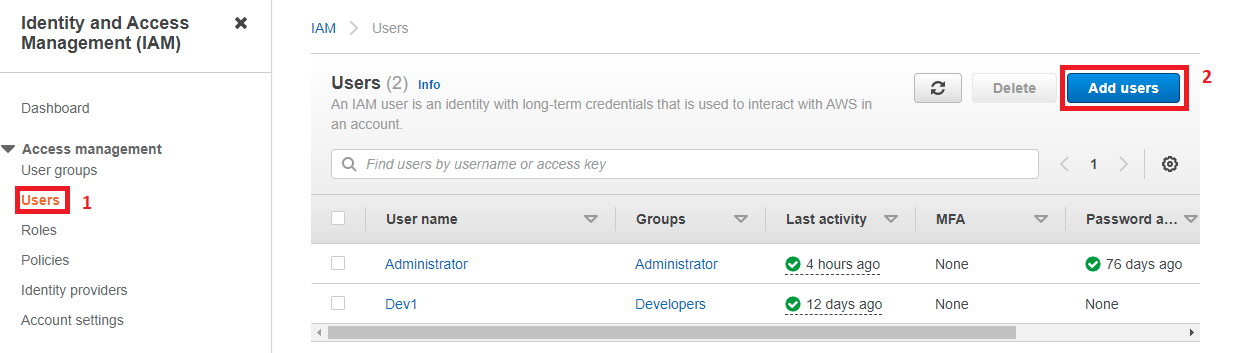 Identity and Access
Management (IAM)
Dashboard
Access management
User groups
Users 1
Roles
Policies
Identity providers
Account settings
IAM Users
Users (2) Info
An IAM user is an identity with long-term credentials that is used to interact with AWS in
an account.
Delete
Add users 2
Find users by username or access key
1
User name Groups Last activity MFA Password a...
Administrator Administrator 4 hours ago None 76 days ago
Dev1 Developers 12 days ago None None